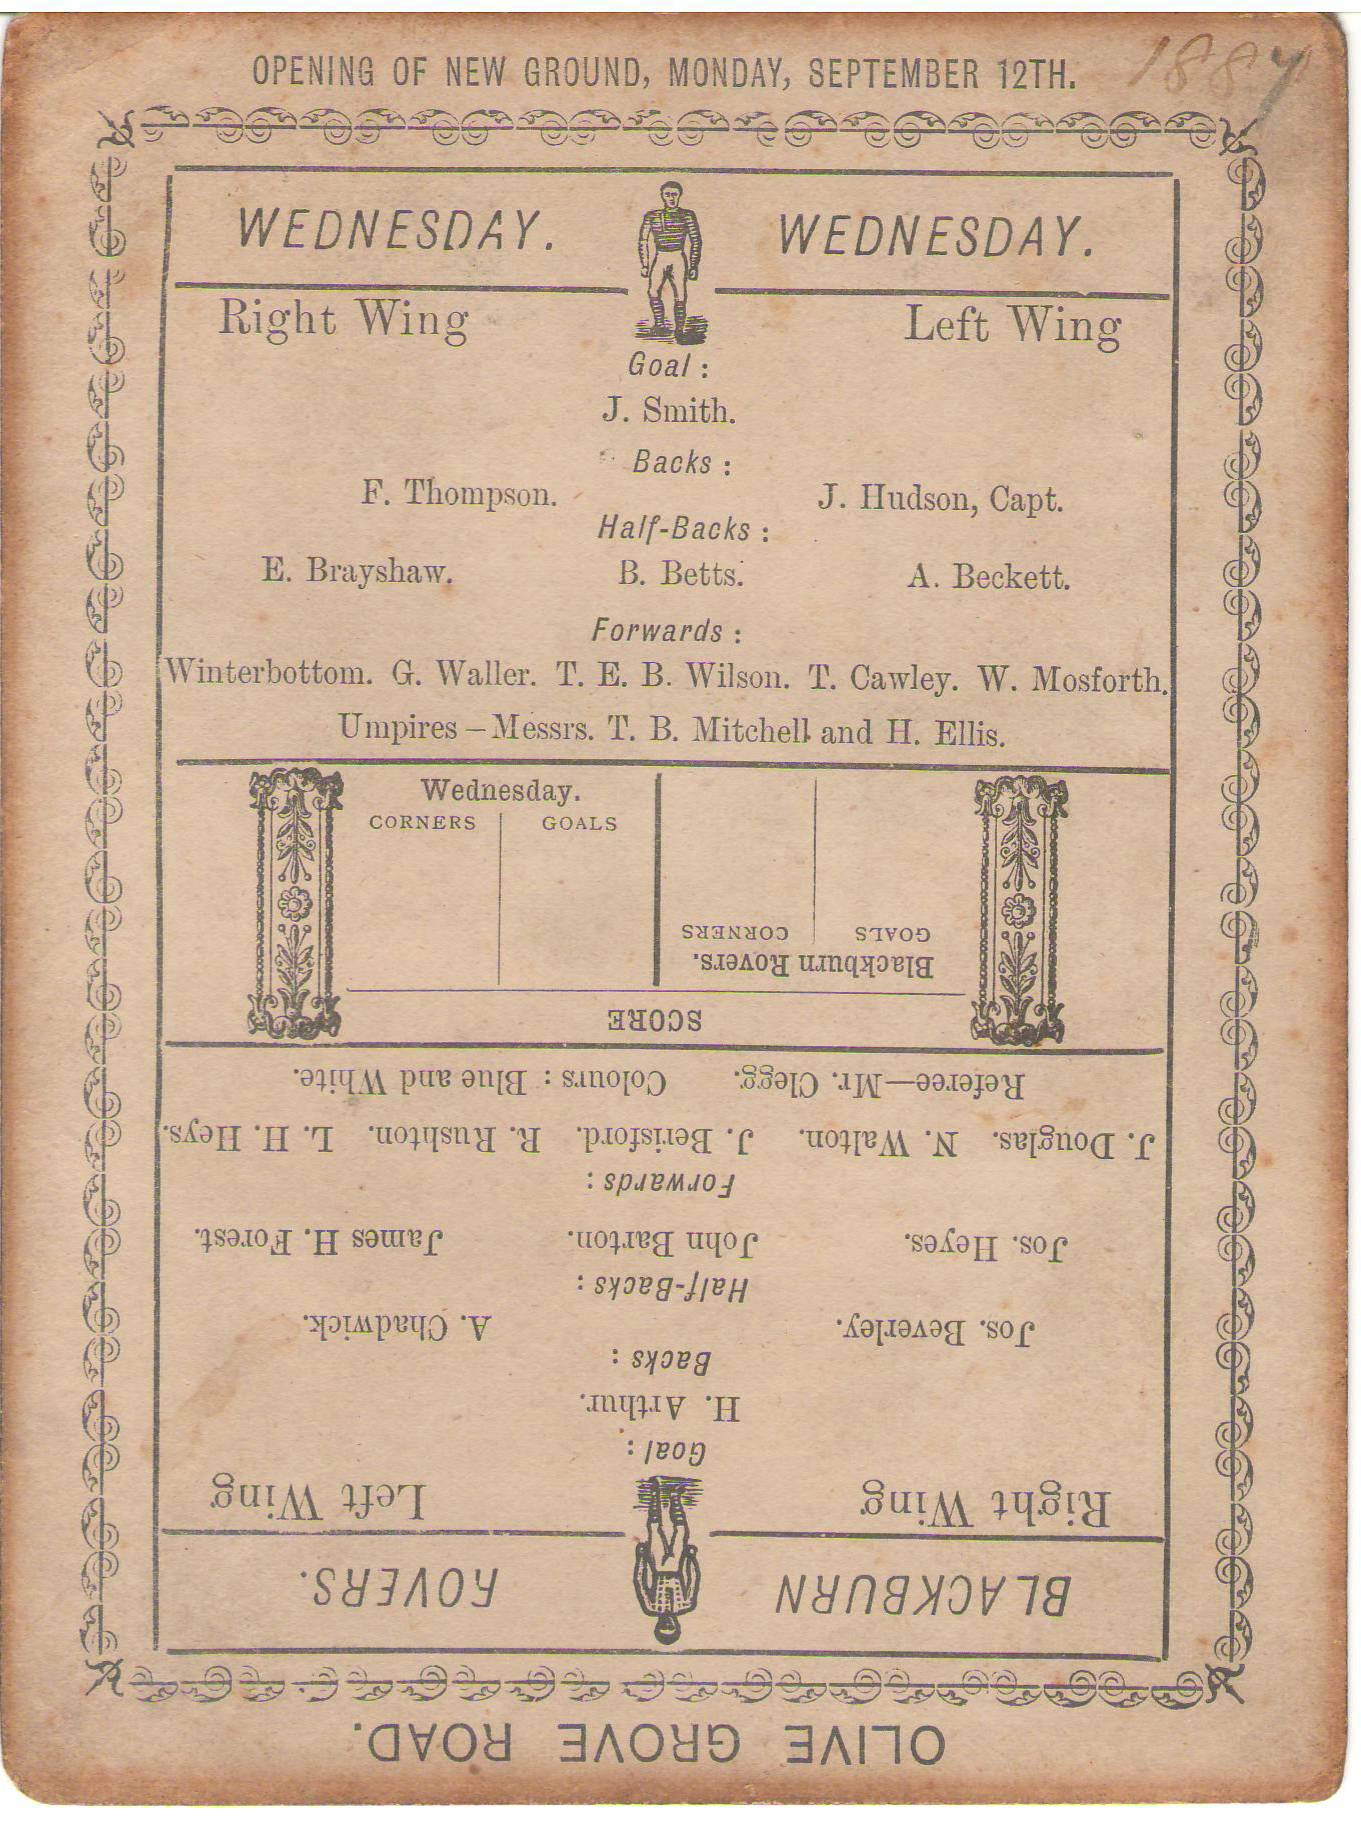 OPENING OF NEW GROUND, MONDAY, SEPTEMBER 12TH. 1887
WEDNESDAY. WEDNESDAY.
Right Wing Left Wing
Goal :
J. Smith.
Backs :
F. Thompson. J. Hudson, Capt.
Half-Backs :
E. Brayshaw. B. Betts. A. Beckett.
Forwards :
Winterbottom. G. Waller. T. E. B. Wilson. T. Cawley. W. Mosforth.
Umpires – Messrs. T. B. Mitchell and H. Ellis.
Wednesday.
CORNERS GOALS
OLIVE GROVE ROAD.
BLACKBURN ROVERS.
Right Wing Left Wing
Goal :
H. Arthur.
Backs :
Jos. Beverley. A. Chadwick.
Half-Backs :
Jos. Heyes. John Barton. James H. Forest.
Forwards :
J. Douglas. N. Walton. J. Berisford. R. Rushton. L. H. Heys.
Referee—Mr. Clegg. Colours : Blue and White.
SCORE
Blackburn Rovers.
GOALS CORNERS